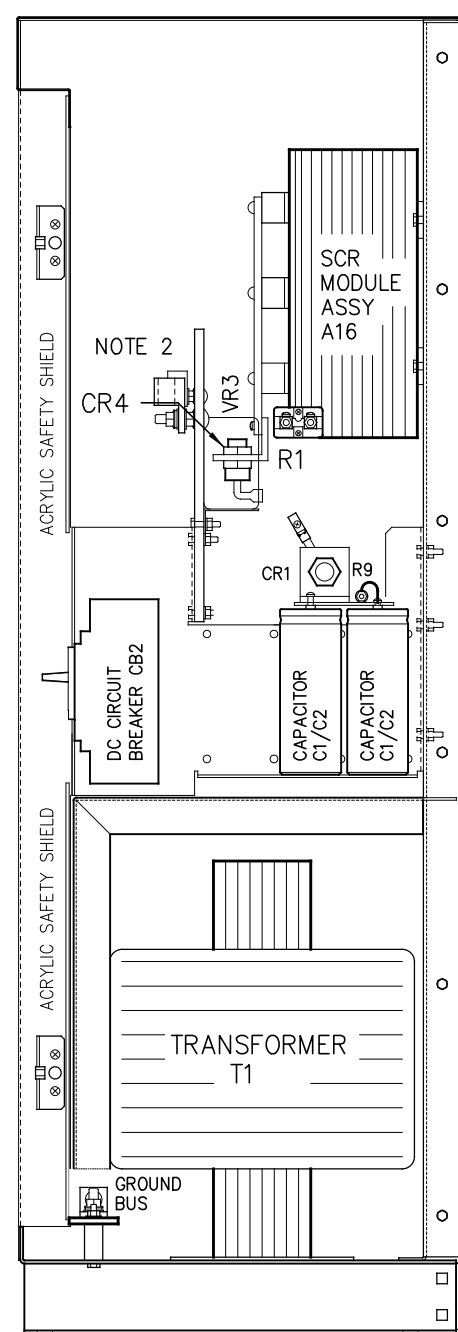 SCR
MODULE
ASSY
A16
NOTE 2
CR4
VR3
R1
ACRYLIC SAFETY SHIELD
CR1
R9
DC CIRCUIT
BREAKER CB2
CAPACITOR
C1/C2
CAPACITOR
C1/C2
ACRYLIC SAFETY SHIELD
TRANSFORMER
T1
GROUND
BUS